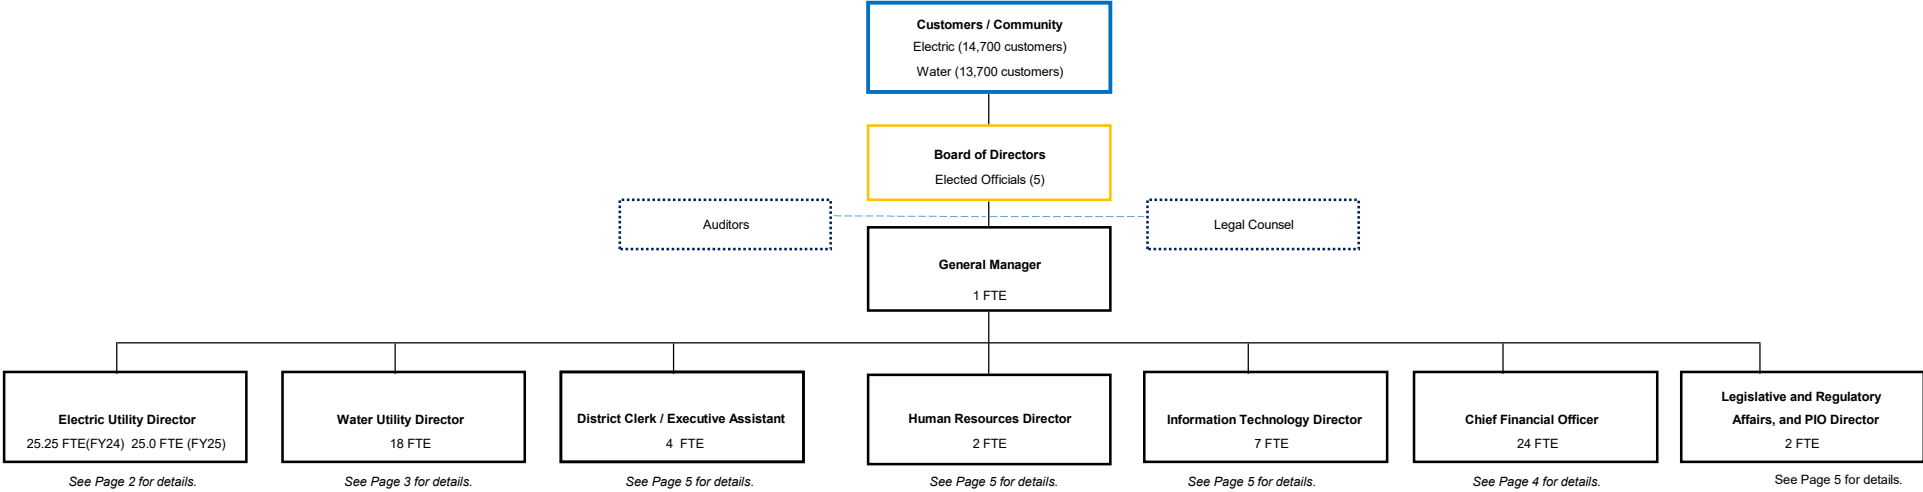 Customers / Community
Electric (14,700 customers)
Water (13,700 customers)
Board of Directors
Elected Officials (5)
Auditors
Legal Counsel
General Manager
1 FTE
Electric Utility Director
25.25 FTE(FY24)  25.0 FTE (FY25)
See Page 2 for details.
Water Utility Director
18 FTE
See Page 3 for details.
District Clerk / Executive Assistant
4  FTE
See Page 5 for details.
Human Resources Director
2 FTE
See Page 5 for details.
Information Technology Director
7 FTE
See Page 5 for details.
Chief Financial Officer
24 FTE
See Page 4 for details.
Legislative and Regulatory
Affairs, and PIO Director
2 FTE
See Page 5 for details.